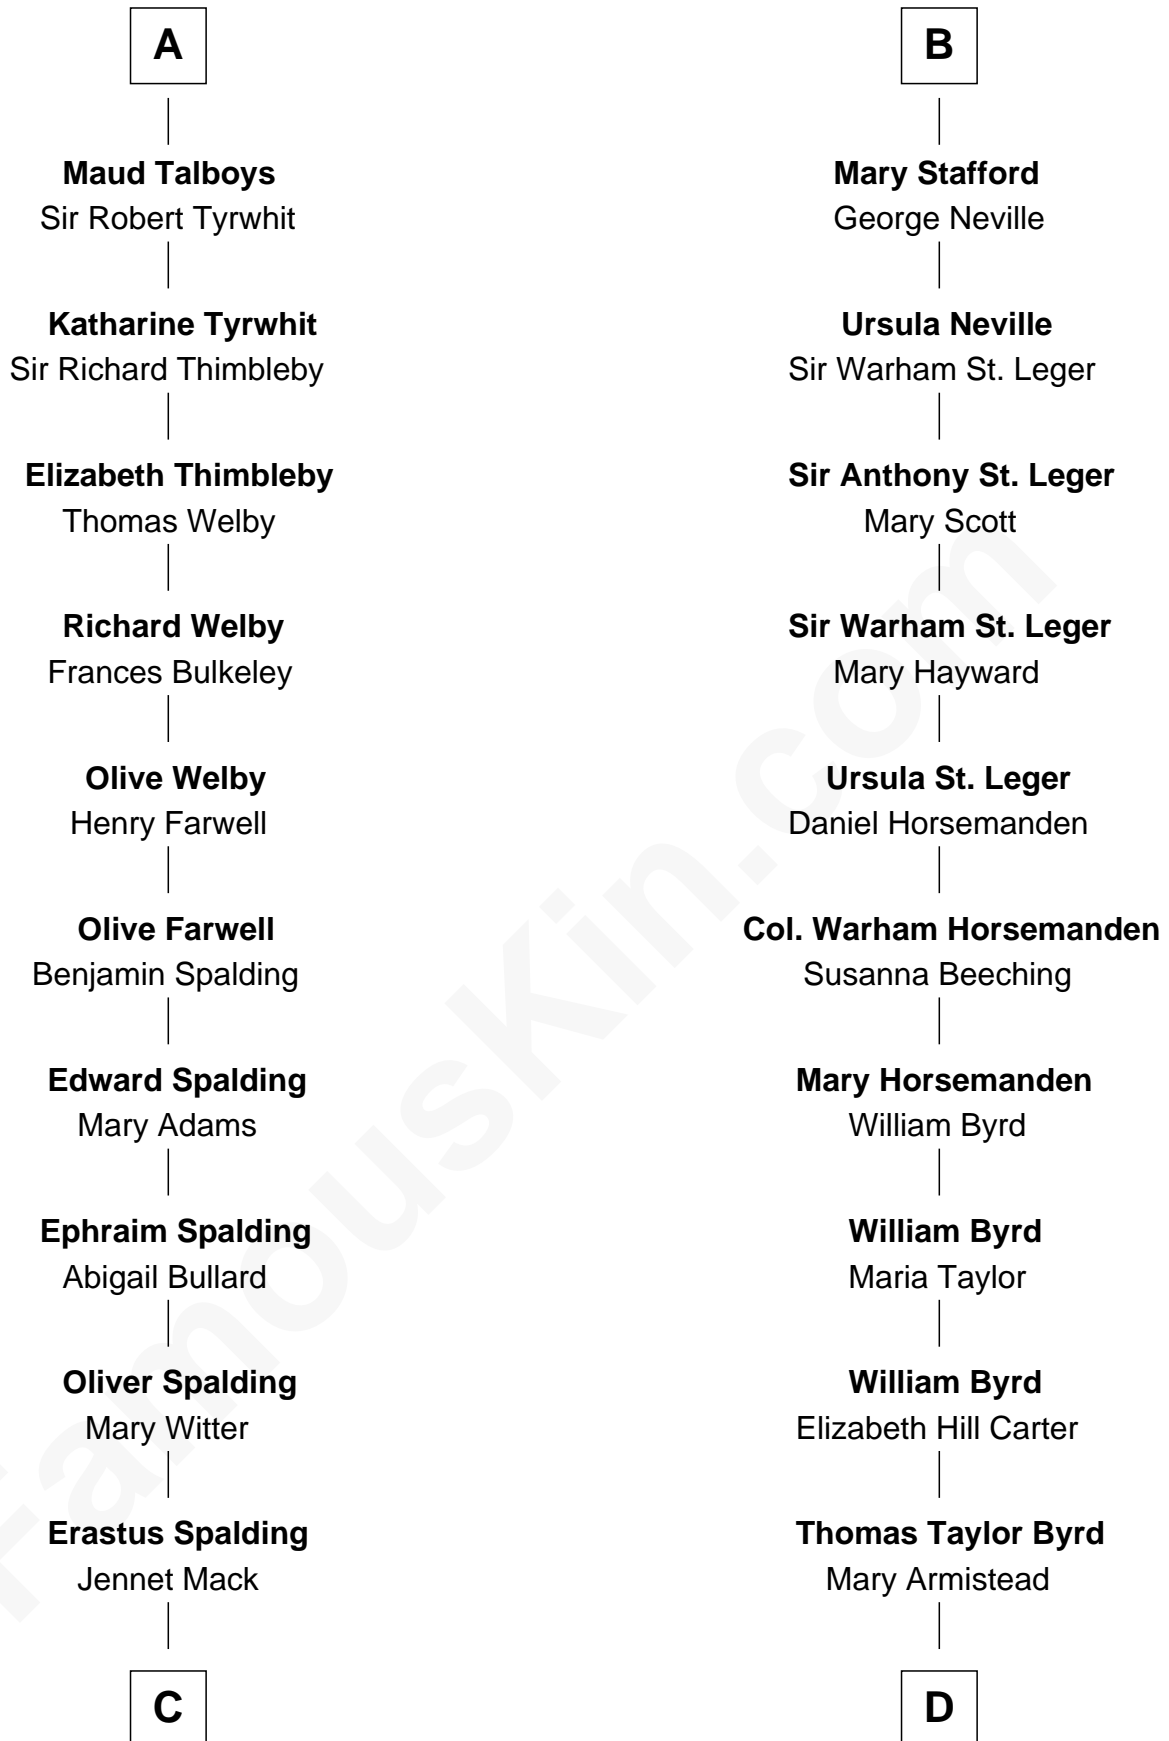 A
Maud Talboys
Sir Robert Tyrwhit
Katharine Tyrwhit
Sir Richard Thimbleby
Elizabeth Thimbleby
Thomas Welby
Richard Welby
Frances Bulkeley
Olive Welby
Henry Farwell
Olive Farwell
Benjamin Spalding
Edward Spalding
Mary Adams
Ephraim Spalding
Abigail Bullard
Oliver Spalding
Mary Witter
Erastus Spalding
Jennet Mack
C
B
Mary Stafford
George Neville
Ursula Neville
Sir Warham St. Leger
Sir Anthony St. Leger
Mary Scott
Sir Warham St. Leger
Mary Hayward
Ursula St. Leger
Daniel Horsemanden
Col. Warham Horsemanden
Susanna Beeching
Mary Horsemanden
William Byrd
William Byrd
Maria Taylor
William Byrd
Elizabeth Hill Carter
Thomas Taylor Byrd
Mary Armistead
D
FamousKin.com